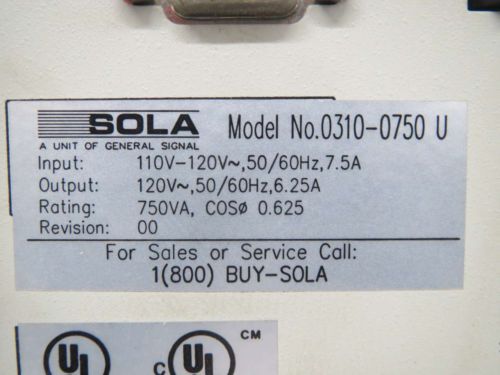 SOLA Model No.0310-0750 U
A UNIT OF GENERAL SIGNAL
Input: 110V-120V~,50/60Hz,7.5A
Output: 120V~,50/60Hz,6.25A
Rating: 750VA, COSø 0.625
Revision: 00
For Sales or Service Call:
1(800) BUY-SOLA
UL c UL CM